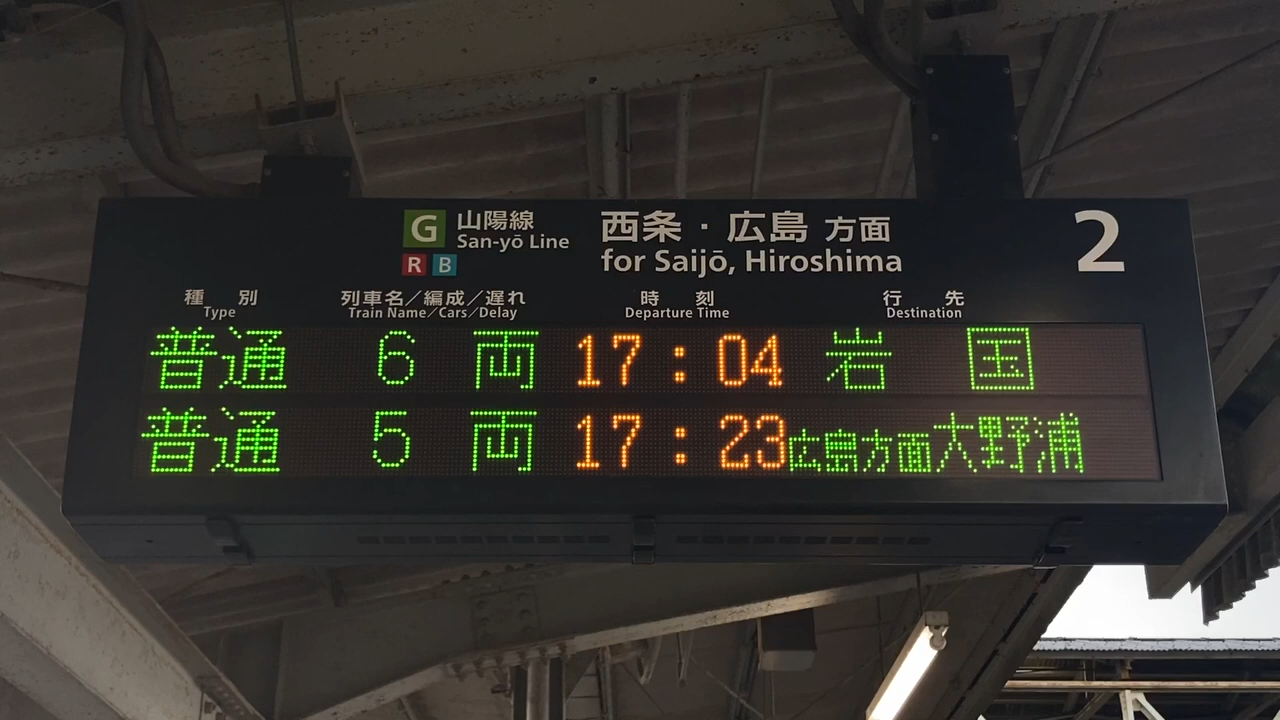 G 山陽線 西条・広島 方面 2
San-yō Line for Saijō, Hiroshima
R B
種別 列車名／編成／遅れ 時刻 行先
Type Train Name／Cars／Delay Departure Time Destination
普通 6両 17:04 岩国
普通 5両 17:23 広島方面大野浦